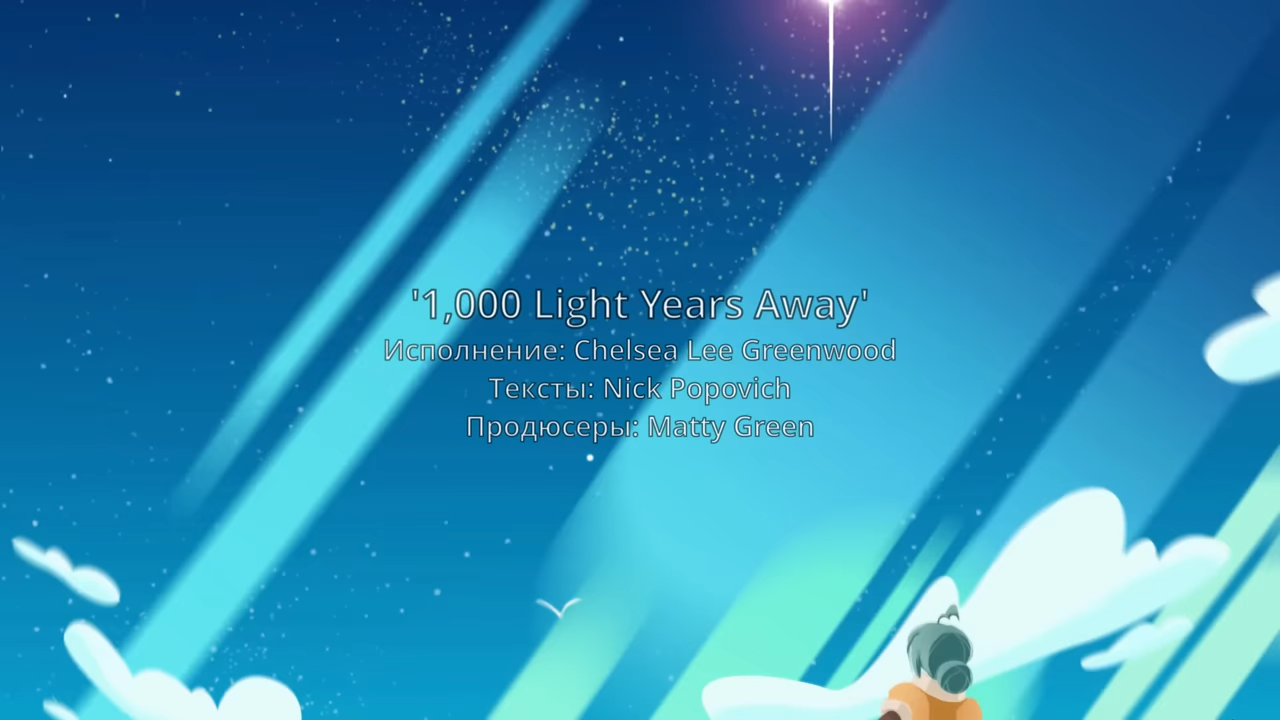 '1,000 Light Years Away'
Исполнение: Chelsea Lee Greenwood
Тексты: Nick Popovich
Продюсеры: Matty Green